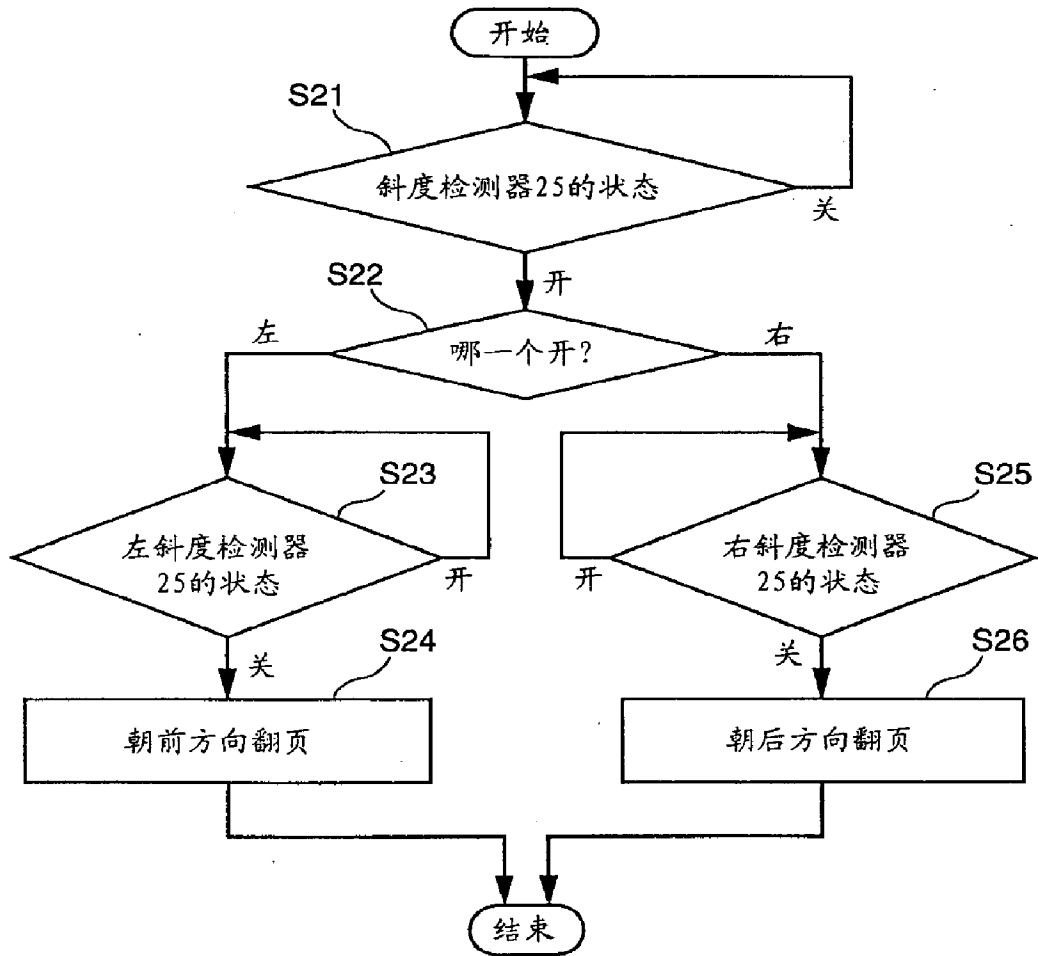 开始
S21
斜度检测器25的状态
关
S22
开
左
哪一个开?
右
S23
S25
左斜度检测器
25的状态
开
开
右斜度检测器
25的状态
关
S24
关
S26
朝前方向翻页
朝后方向翻页
结束